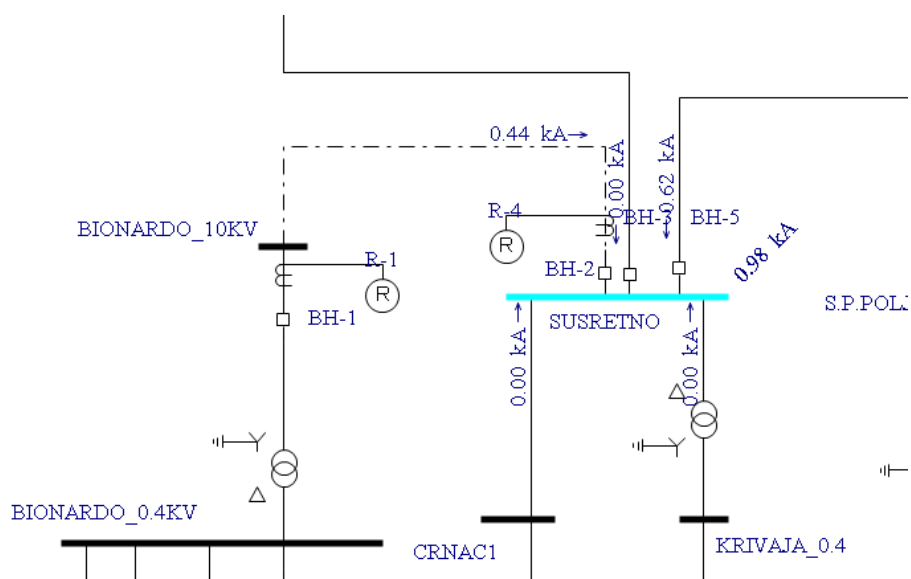 0.44 kA→
0.00 kA
0.62 kA
R-4
BH-3
BH-5
BIONARDO_10KV
R
R-1
BH-2
0.98 kA
R
S.P.POLJ
SUSRETNO
BH-1
0.00 kA
0.00 kA
BIONARDO_0.4KV
CRNAC1
KRIVAJA_0.4